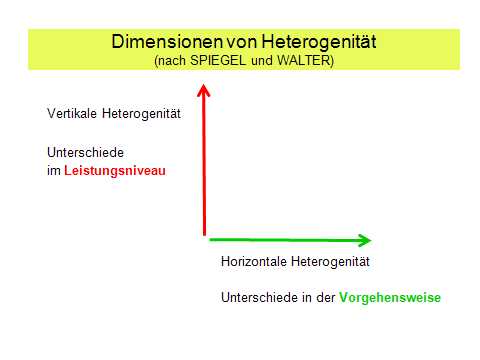 Dimensionen von Heterogenität
(nach SPIEGEL und WALTER)
Vertikale Heterogenität
Unterschiede
im Leistungsniveau
Horizontale Heterogenität
Unterschiede in der Vorgehensweise